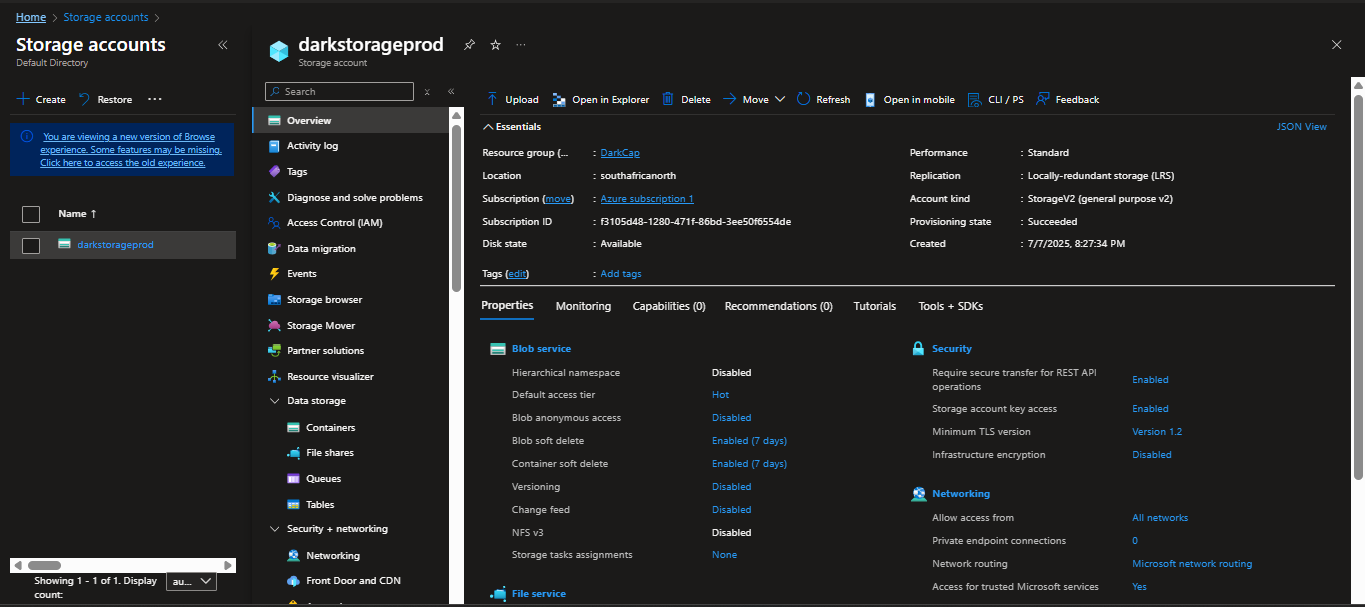 Home > Storage accounts >
Storage accounts
Default Directory
Create Restore ...
You are viewing a new version of Browse
experience. Some features may be missing.
Click here to access the old experience.
Name ↑
darkstorageprod
Showing 1 - 1 of 1. Display
count:
au...
darkstorageprod
Storage account
Search
Overview
Activity log
Tags
Diagnose and solve problems
Access Control (IAM)
Data migration
Events
Storage browser
Storage Mover
Partner solutions
Resource visualizer
Data storage
Containers
File shares
Queues
Tables
Security + networking
Networking
Front Door and CDN
Upload Open in Explorer Delete Move Refresh Open in mobile CLI / PS Feedback
Essentials JSON View
Resource group (... : DarkCap
Location : southafricanorth
Subscription (move) : Azure subscription 1
Subscription ID : f3105d48-1280-471f-86bd-3ee50f6554de
Disk state : Available
Performance : Standard
Replication : Locally-redundant storage (LRS)
Account kind : StorageV2 (general purpose v2)
Provisioning state : Succeeded
Created : 7/7/2025, 8:27:34 PM
Tags (edit) : Add tags
Properties Monitoring Capabilities (0) Recommendations (0) Tutorials Tools + SDKs
Blob service
Hierarchical namespace Disabled
Default access tier Hot
Blob anonymous access Disabled
Blob soft delete Enabled (7 days)
Container soft delete Enabled (7 days)
Versioning Disabled
Change feed Disabled
NFS v3 Disabled
Storage tasks assignments None
File service
Security
Require secure transfer for REST API
operations Enabled
Storage account key access Enabled
Minimum TLS version Version 1.2
Infrastructure encryption Disabled
Networking
Allow access from All networks
Private endpoint connections 0
Network routing Microsoft network routing
Access for trusted Microsoft services Yes